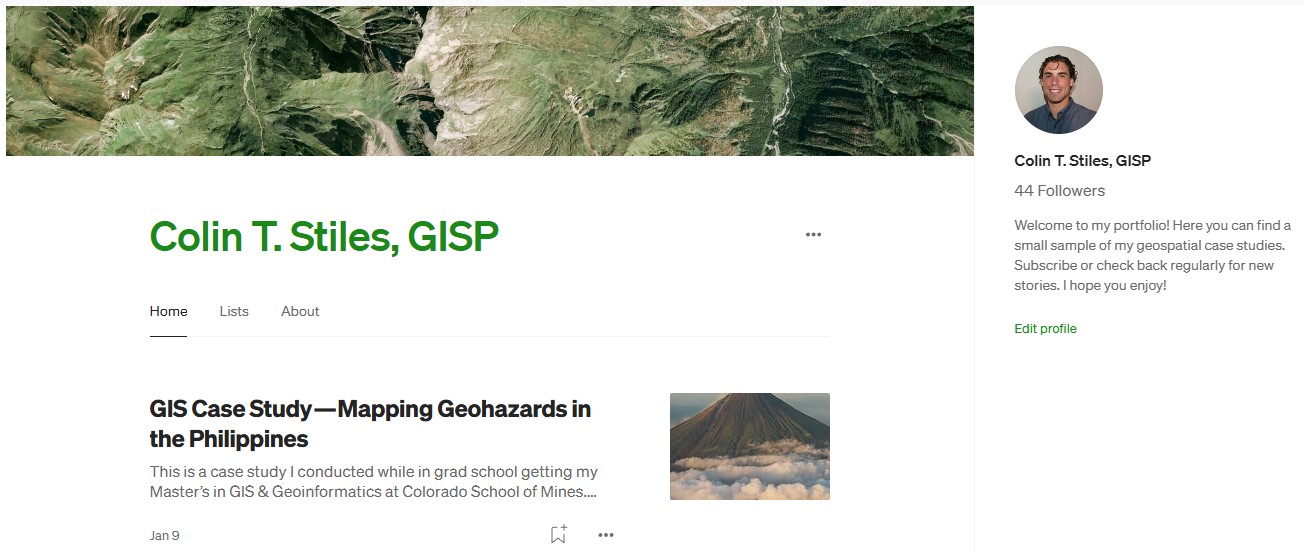 Colin T. Stiles, GISP
Home Lists About
GIS Case Study—Mapping Geohazards in
the Philippines
This is a case study I conducted while in grad school getting my
Master's in GIS & Geoinformatics at Colorado School of Mines....
Jan 9
Colin T. Stiles, GISP
44 Followers
Welcome to my portfolio! Here you can find a
small sample of my geospatial case studies.
Subscribe or check back regularly for new
stories. I hope you enjoy!
Edit profile